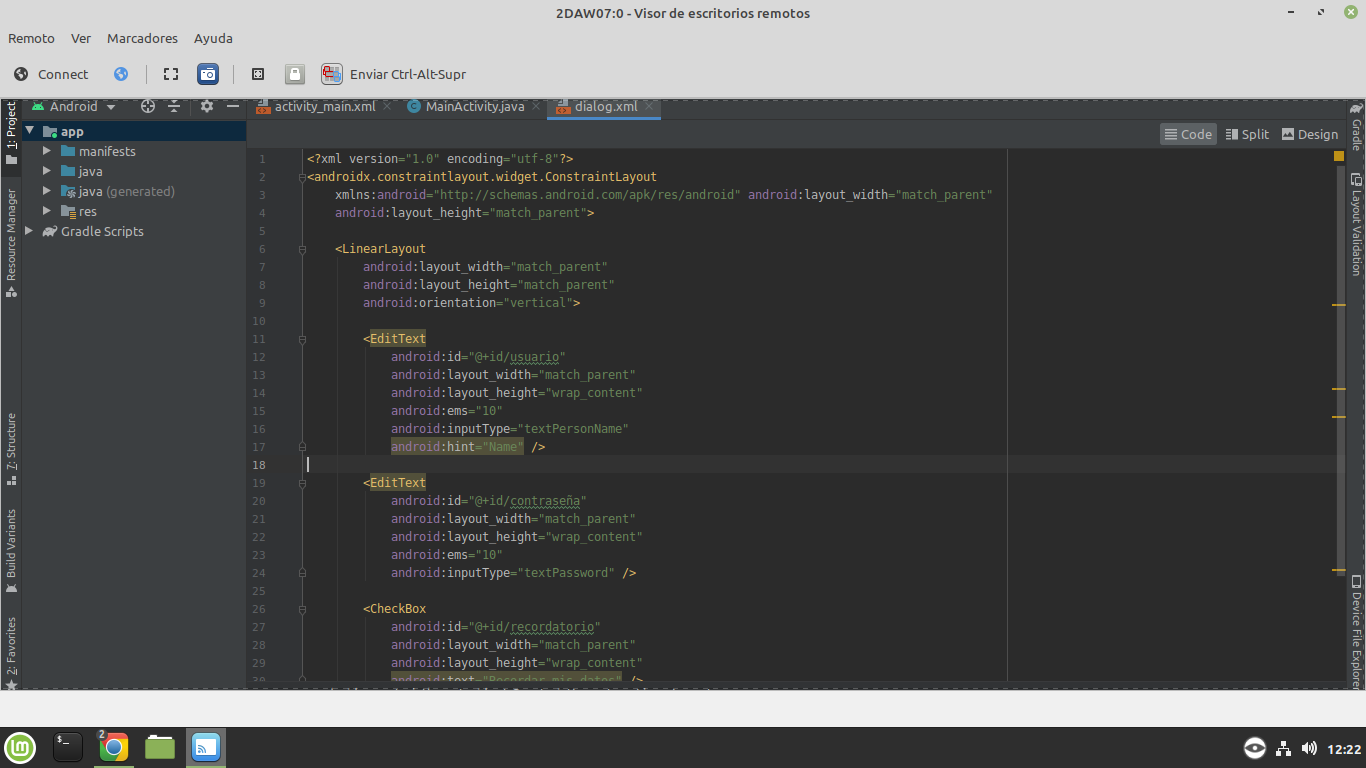 2DAW07:0 - Visor de escritorios remotos
Remoto Ver Marcadores Ayuda
Connect Enviar Ctrl-Alt-Supr
Android activity_main.xml MainActivity.java dialog.xml
Code Split Design
1: Project
Resource Manager
7: Structure
Build Variants
2: Favorites
app
manifests
java
java (generated)
res
Gradle Scripts
1 <?xml version="1.0" encoding="utf-8"?>
2 <androidx.constraintlayout.widget.ConstraintLayout
3 xmlns:android="http://schemas.android.com/apk/res/android" android:layout_width="match_parent"
4 android:layout_height="match_parent">
5
6 <LinearLayout
7 android:layout_width="match_parent"
8 android:layout_height="match_parent"
9 android:orientation="vertical">
10
11 <EditText
12 android:id="@+id/usuario"
13 android:layout_width="match_parent"
14 android:layout_height="wrap_content"
15 android:ems="10"
16 android:inputType="textPersonName"
17 android:hint="Name" />
18
19 <EditText
20 android:id="@+id/contraseña"
21 android:layout_width="match_parent"
22 android:layout_height="wrap_content"
23 android:ems="10"
24 android:inputType="textPassword" />
25
26 <CheckBox
27 android:id="@+id/recordatorio"
28 android:layout_width="match_parent"
29 android:layout_height="wrap_content"
30 android:text="Recordar mis datos" />
Gradle
Layout Validation
Device File Explorer
2
12:22